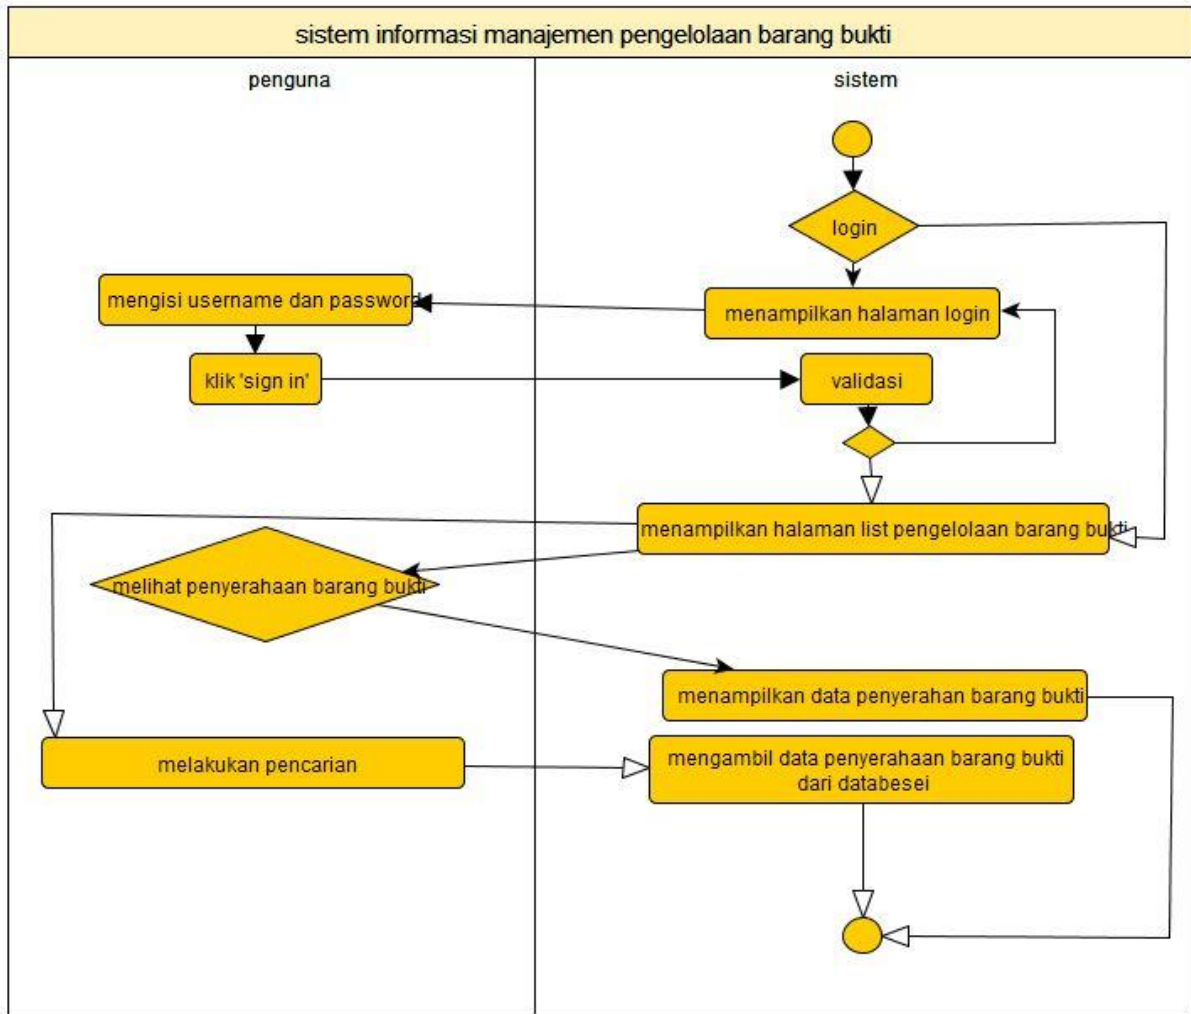 sistem informasi manajemen pengelolaan barang bukti
penguna
sistem
login
mengisi username dan password
menampilkan halaman login
klik 'sign in'
validasi
menampilkan halaman list pengelolaan barang bukti
melihat penyerahaan barang bukti
menampilkan data penyerahan barang bukti
melakukan pencarian
mengambil data penyerahaan barang bukti
dari databesei